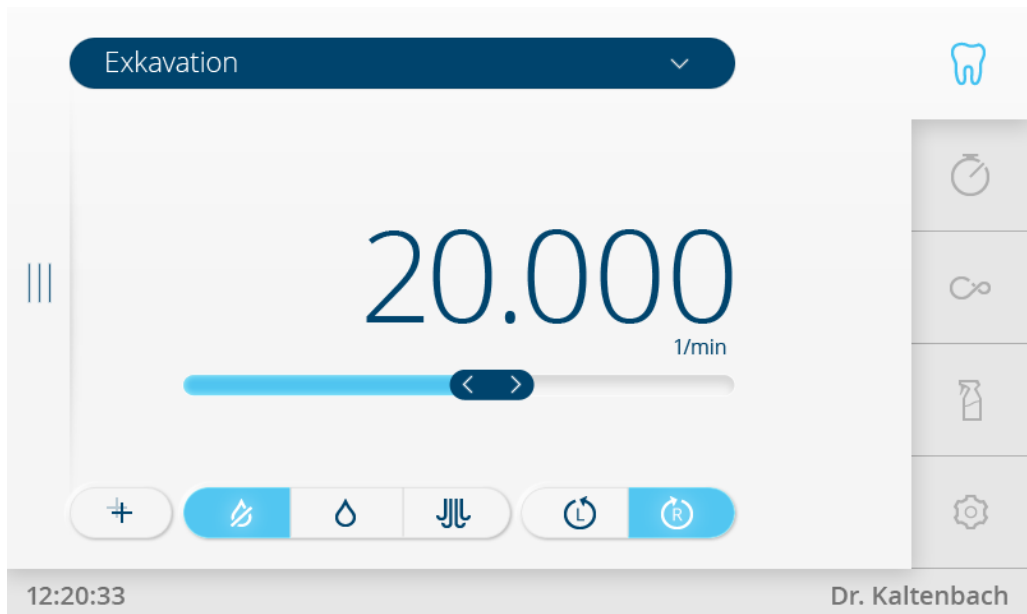 Exkavation
20.000
1/min
L
R
12:20:33
Dr. Kaltenbach